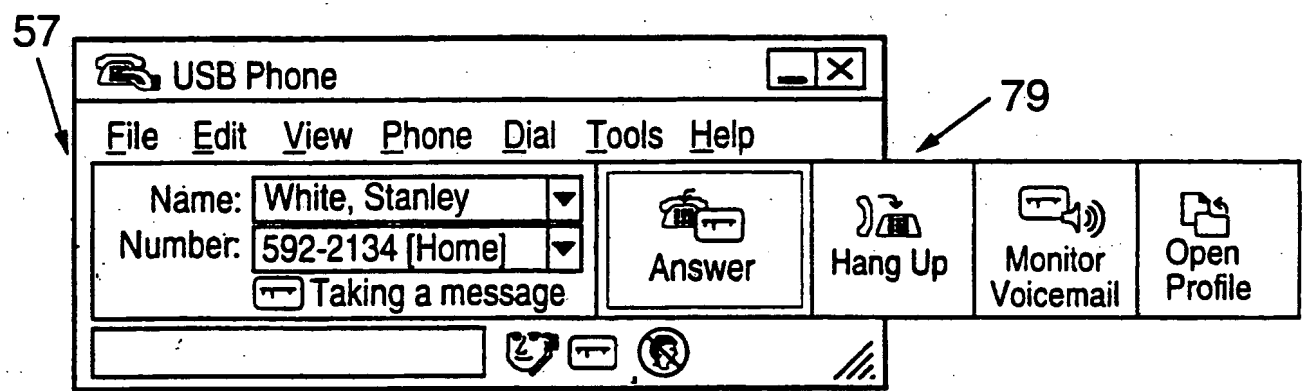 57
USB Phone
79
File Edit View Phone Dial Tools Help
Name: White, Stanley
Number: 592-2134 [Home]
Taking a message
Answer
Hang Up
Monitor
Voicemail
Open
Profile